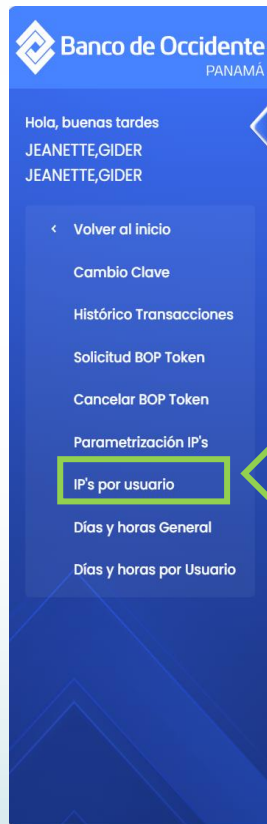 Banco de Occidente
PANAMÁ
Hola, buenas tardes
JEANETTE,GIDER
JEANETTE,GIDER
Volver al inicio
Cambio Clave
Histórico Transacciones
Solicitud BOP Token
Cancelar BOP Token
Parametrización IP's
IP's por usuario
Días y horas General
Días y horas por Usuario